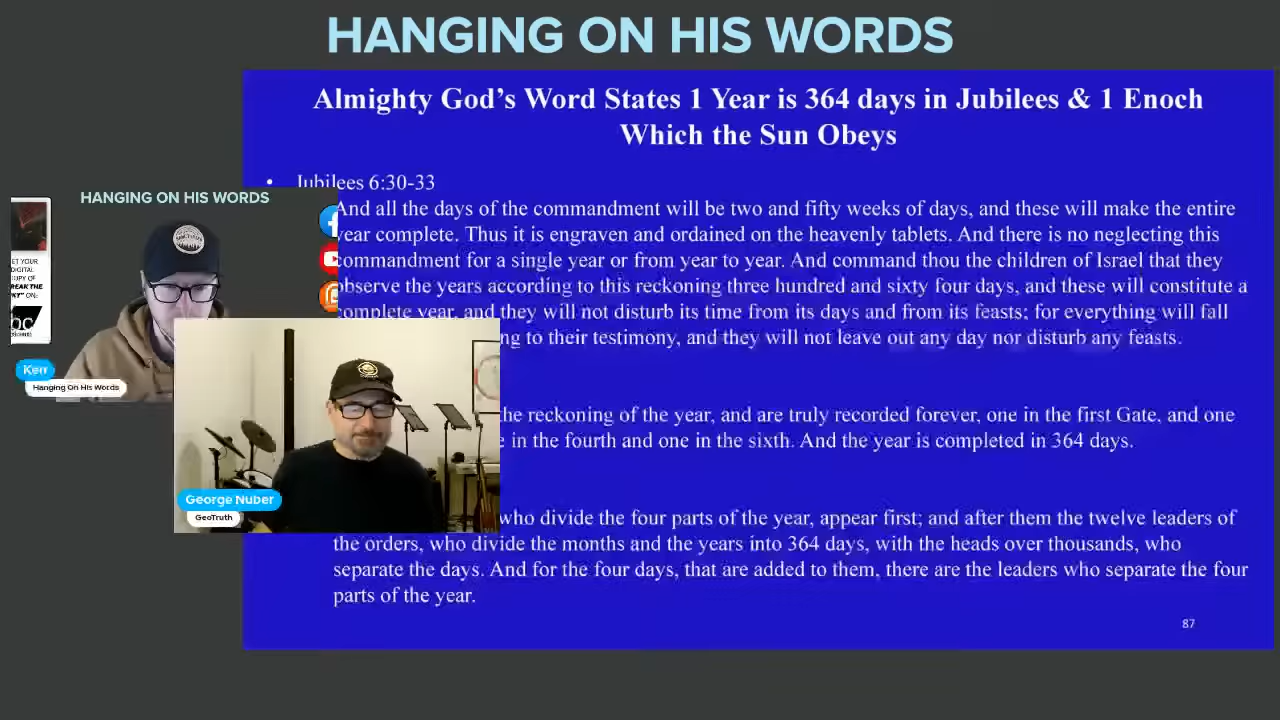 HANGING ON HIS WORDS
Almighty God's Word States 1 Year is 364 days in Jubilees & 1 Enoch
Which the Sun Obeys
• Jubilees 6:30-33
And all the days of the commandment will be two and fifty weeks of days, and these will make the entire
year complete. Thus it is engraven and ordained on the heavenly tablets. And there is no neglecting this
commandment for a single year or from year to year. And command thou the children of Israel that they
observe the years according to this reckoning three hundred and sixty four days, and these will constitute a
complete year, and they will not disturb its time from its days and from its feasts; for everything will fall
ng to their testimony, and they will not leave out any day nor disturb any feasts.
he reckoning of the year, and are truly recorded forever, one in the first Gate, and one
e in the fourth and one in the sixth. And the year is completed in 364 days.
who divide the four parts of the year, appear first; and after them the twelve leaders of
the orders, who divide the months and the years into 364 days, with the heads over thousands, who
separate the days. And for the four days, that are added to them, there are the leaders who separate the four
parts of the year.
87
HANGING ON HIS WORDS
ET YOUR
DIGITAL
OPY OF
REAK THE
ON:
Kerr
Hanging On His Words
George Nuber
GeoTruth